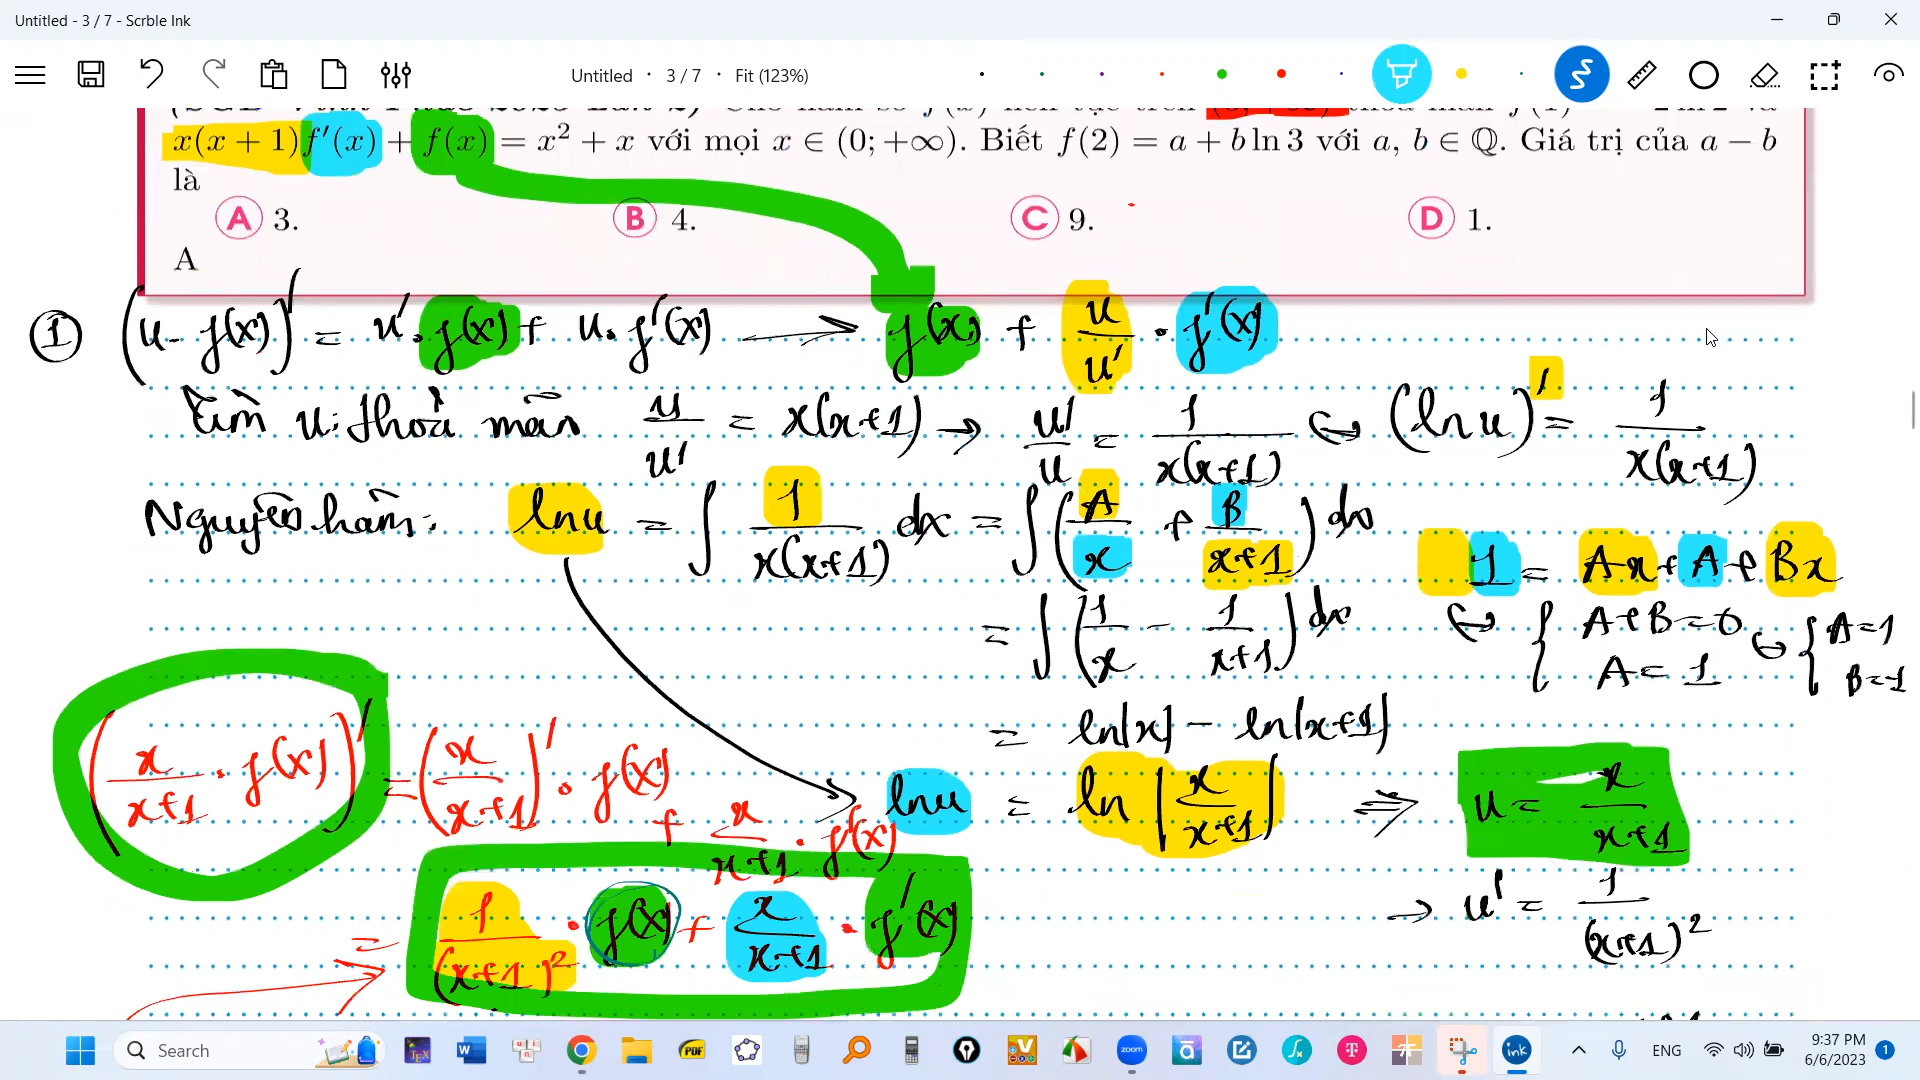 Untitled - 3 / 7 - Scrble Ink
Untitled • 3 / 7 • Fit (123%)
x(x + 1)f′(x) + f(x) = x² + x với mọi x ∈ (0; +∞). Biết f(2) = a + b ln 3 với a, b ∈ ℚ. Giá trị của a − b
là
A 3. B 4. C 9. D 1.
A
① (u. f(x))′ = u′. f(x) + u. f′(x) ⟶ f(x) + u/u′ • f′(x)
Tìm u: thoả mãn u/u′ = x(x+1) → u′/u = 1/(x(x+1)) ↔ (ln u)′ = 1/(x(x+1))
Nguyên hàm: ln u = ∫ 1/(x(x+1)) dx = ∫ (A/x + B/(x+1)) dx
1 = Ax + A + Bx
= ∫ (1/x − 1/(x+1)) dx
↔ { A+B=0 A=1 ↔ { A=1 B=-1
= ln|x| − ln|x+1|
(x/(x+1) • f(x))′ = (x/(x+1))′ • f(x) + x/(x+1) • f′(x)
ln u = ln |x/(x+1)| ⇒ u = x/(x+1)
= 1/(x+1)² • f(x) + x/(x+1) • f′(x)
→ u′ = 1/(x+1)²
Search
ENG
9:37 PM
6/6/2023